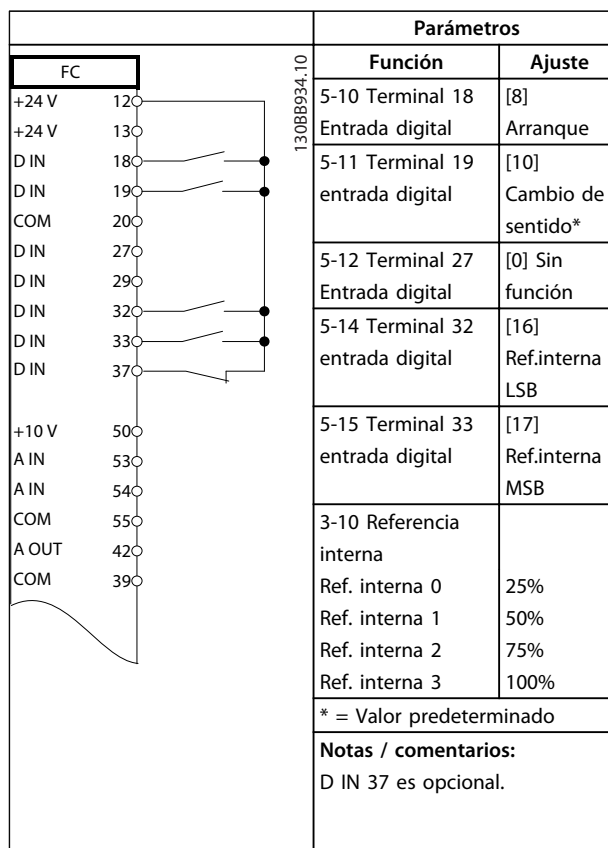 FC
+24 V 12
+24 V 13
D IN 18
D IN 19
COM 20
D IN 27
D IN 29
D IN 32
D IN 33
D IN 37
+10 V 50
A IN 53
A IN 54
COM 55
A OUT 42
COM 39
130BB934.10
Parámetros
Función Ajuste
5-10 Terminal 18 [8]
Entrada digital Arranque
5-11 Terminal 19 [10]
entrada digital Cambio de
sentido*
5-12 Terminal 27 [0] Sin
Entrada digital función
5-14 Terminal 32 [16]
entrada digital Ref.interna
LSB
5-15 Terminal 33 [17]
entrada digital Ref.interna
MSB
3-10 Referencia
interna
Ref. interna 0 25%
Ref. interna 1 50%
Ref. interna 2 75%
Ref. interna 3 100%
* = Valor predeterminado
Notas / comentarios:
D IN 37 es opcional.